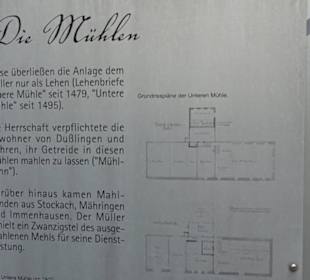 Die Mühlen
se überließen die Anlage dem
ller nur als Lehen (Lehenbriefe
ere Mühle" seit 1479, "Untere
hle" seit 1495).
Herrschaft verpflichtete die
wohner von Dußlingen und
hren, ihr Getreide in diesen
ühlen mahlen zu lassen ("Mühl-
nn").
rüber hinaus kamen Mahl-
nden aus Stockach, Mähringen
d Immenhausen. Der Müller
hielt ein Zwanzigstel des ausge-
ahlenen Mehls für seine Dienst-
stung.
Grundrisspläne der Unteren Mühle.